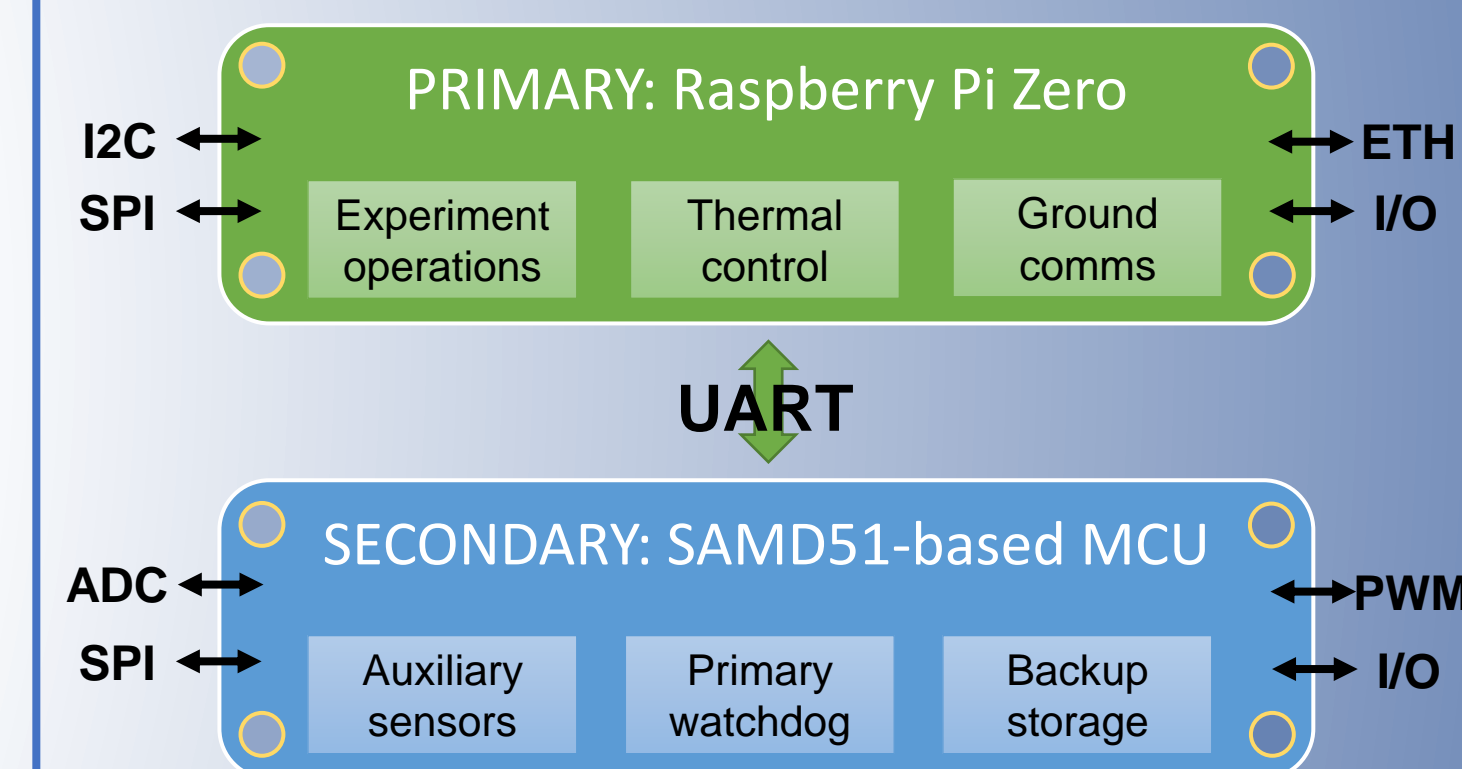 PRIMARY: Raspberry Pi Zero
I2C
ETH
SPI
I/O
Experiment
operations
Thermal
control
Ground
comms
UART
SECONDARY: SAMD51-based MCU
ADC
PWM
SPI
I/O
Auxiliary
sensors
Primary
watchdog
Backup
storage